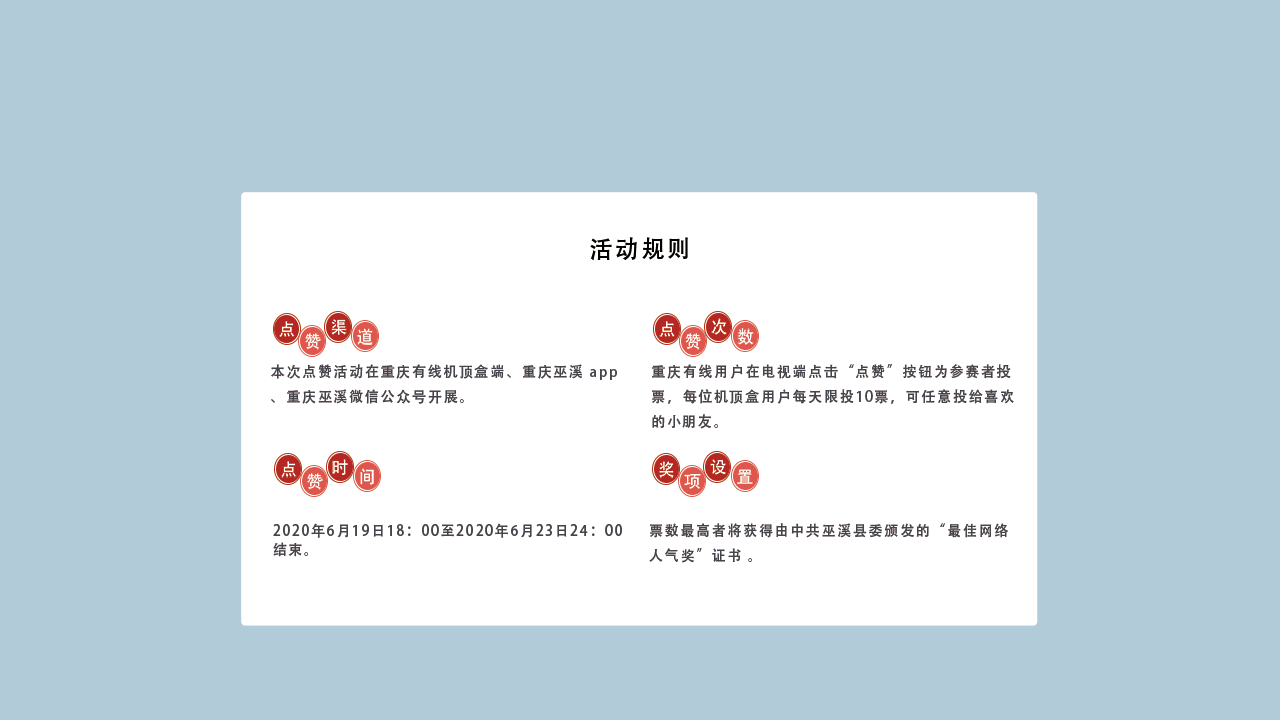 活动规则
点赞渠道
本次点赞活动在重庆有线机顶盒端、重庆巫溪 app
、重庆巫溪微信公众号开展。
点赞次数
重庆有线用户在电视端点击“点赞”按钮为参赛者投
票，每位机顶盒用户每天限投10票，可任意投给喜欢
的小朋友。
点赞时间
2020年6月19日18：00至2020年6月23日24：00
结束。
奖项设置
票数最高者将获得由中共巫溪县委颁发的“最佳网络
人气奖”证书 。